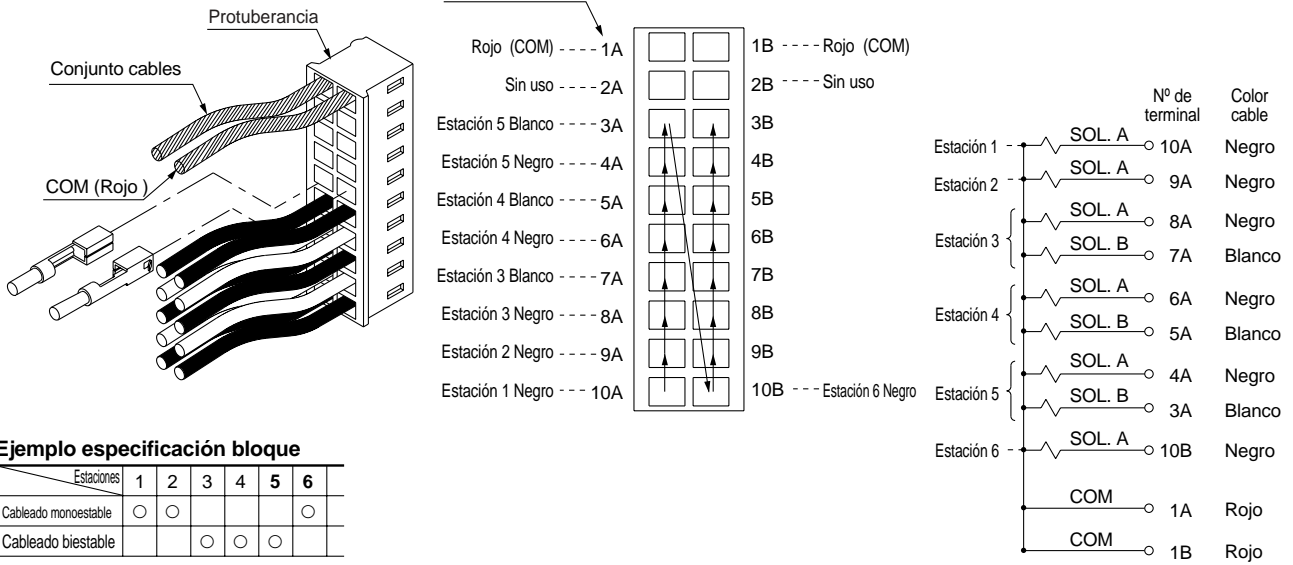 Protuberancia
Conjunto cables
COM (Rojo )
Rojo (COM) 1A
Sin uso 2A
Estación 5 Blanco 3A
Estación 5 Negro 4A
Estación 4 Blanco 5A
Estación 4 Negro 6A
Estación 3 Blanco 7A
Estación 3 Negro 8A
Estación 2 Negro 9A
Estación 1 Negro 10A
1B Rojo (COM)
2B Sin uso
3B
4B
5B
6B
7B
8B
9B
10B Estación 6 Negro
Nº de terminal Color cable
Estación 1 SOL. A 10A Negro
Estación 2 SOL. A 9A Negro
Estación 3 SOL. A 8A Negro
SOL. B 7A Blanco
Estación 4 SOL. A 6A Negro
SOL. B 5A Blanco
Estación 5 SOL. A 4A Negro
SOL. B 3A Blanco
Estación 6 SOL. A 10B Negro
COM 1A Rojo
COM 1B Rojo
Ejemplo especificación bloque
Estaciones 1 2 3 4 5 6
Cableado monoestable ○ ○ ○
Cableado biestable ○ ○ ○